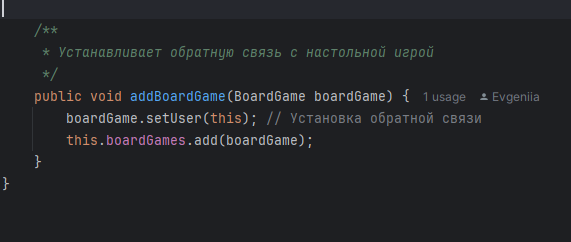 /**
* Устанавливает обратную связь с настольной игрой
*/
public void addBoardGame(BoardGame boardGame) { 1 usage Evgeniia
boardGame.setUser(this); // Установка обратной связи
this.boardGames.add(boardGame);
}
}